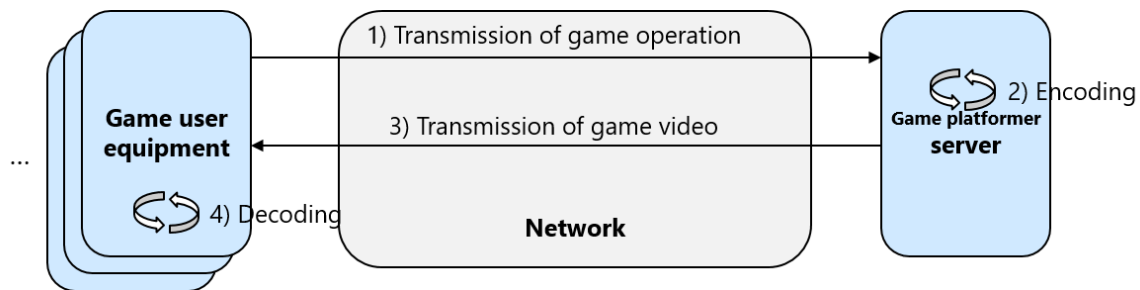 1) Transmission of game operation
2) Encoding
Game user
equipment
3) Transmission of game video
Game platformer
server
...
4) Decoding
Network